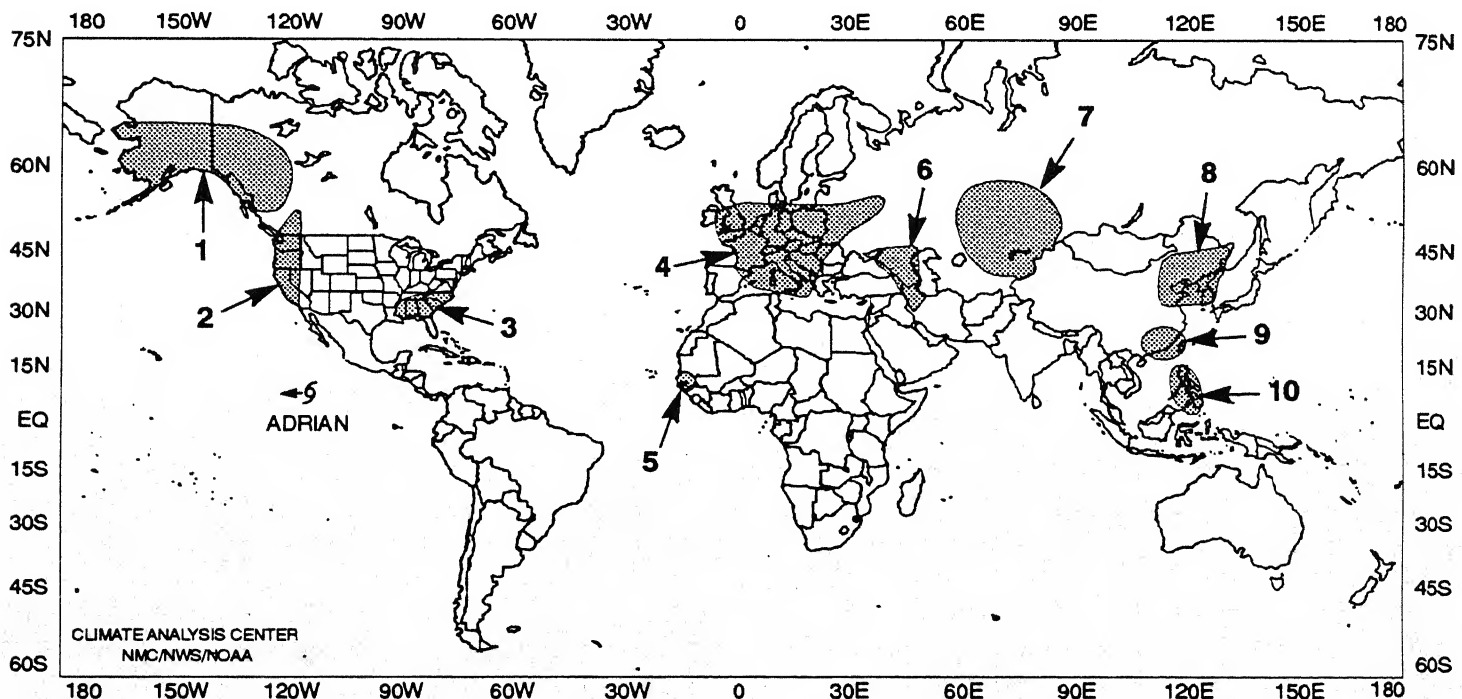 180 150W 120W 90W 60W 30W 0 30E 60E 90E 120E 150E 180
75N 75N
7
6 8
60N 60N
1
45N 4 45N
2 3 9
30N 30N
15N 10 15N
ADRIAN
EQ EQ
5
15S 15S
30S 30S
45S 45S
CLIMATE ANALYSIS CENTER
NMC/NWS/NOAA
60S 60S
180 150W 120W 90W 60W 30W 0 30E 60E 90E 120E 150E 180